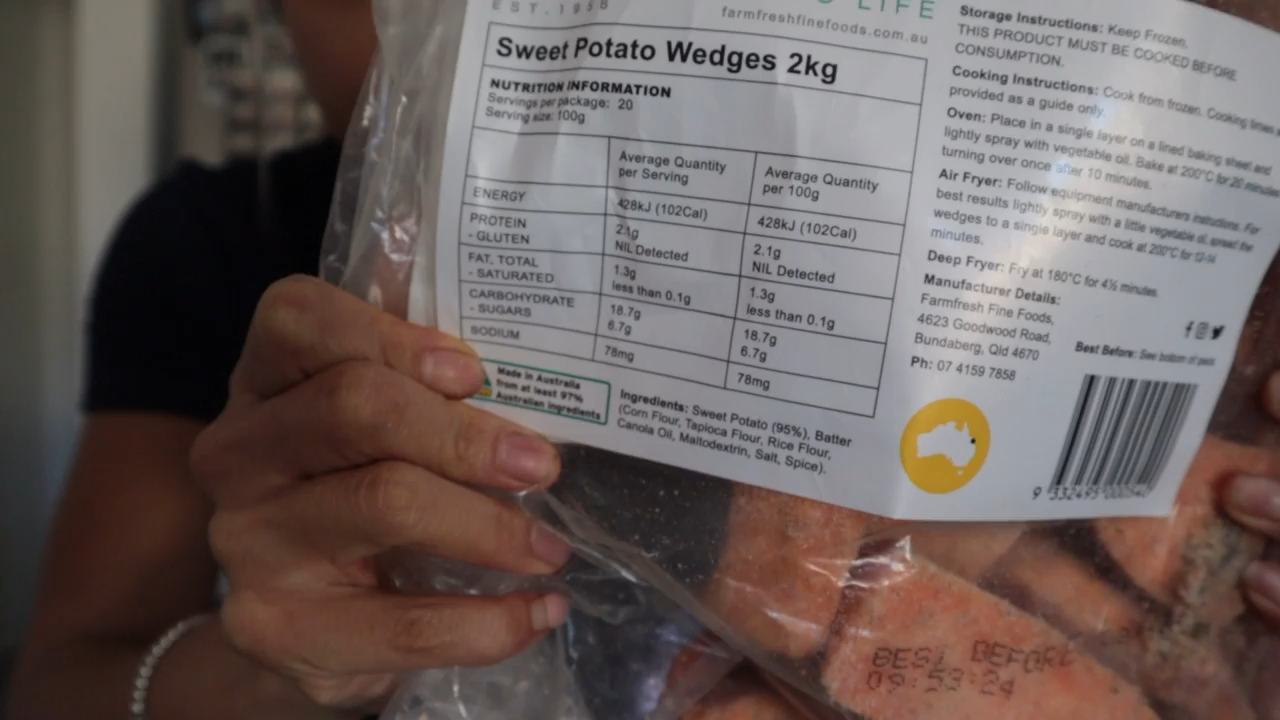 EST. 1958
LIFE
farmfreshfinefoods.com.au
Sweet Potato Wedges 2kg
NUTRITION INFORMATION
Servings per package: 20
Serving size: 100g
Average Quantity
per Serving
Average Quantity
per 100g
ENERGY 428kJ (102Cal) 428kJ (102Cal)
PROTEIN 2.1g 2.1g
- GLUTEN NIL Detected NIL Detected
FAT, TOTAL 1.3g 1.3g
- SATURATED less than 0.1g less than 0.1g
CARBOHYDRATE 18.7g 18.7g
- SUGARS 6.7g 6.7g
SODIUM 78mg 78mg
Made in Australia
from at least 97%
Australian ingredients
Ingredients: Sweet Potato (95%), Batter
(Corn Flour, Tapioca Flour, Rice Flour,
Canola Oil, Maltodextrin, Salt, Spice).
Storage Instructions: Keep Frozen.
THIS PRODUCT MUST BE COOKED BEFORE
CONSUMPTION.
Cooking Instructions: Cook from frozen. Cooking times
provided as a guide only.
Oven: Place in a single layer on a lined baking sheet and
lightly spray with vegetable oil. Bake at 200°C for 20 minutes
turning over once after 10 minutes.
Air Fryer: Follow equipment manufacturers instructions. For
best results lightly spray with a little vegetable oil, spread the
wedges to a single layer and cook at 200°C for 12-14
minutes.
Deep Fryer: Fry at 180°C for 4½ minutes.
Manufacturer Details:
Farmfresh Fine Foods,
4623 Goodwood Road,
Bundaberg, Qld 4670
Ph: 07 4159 7858
Best Before: See bottom of pack
9 332495
BEST BEFORE